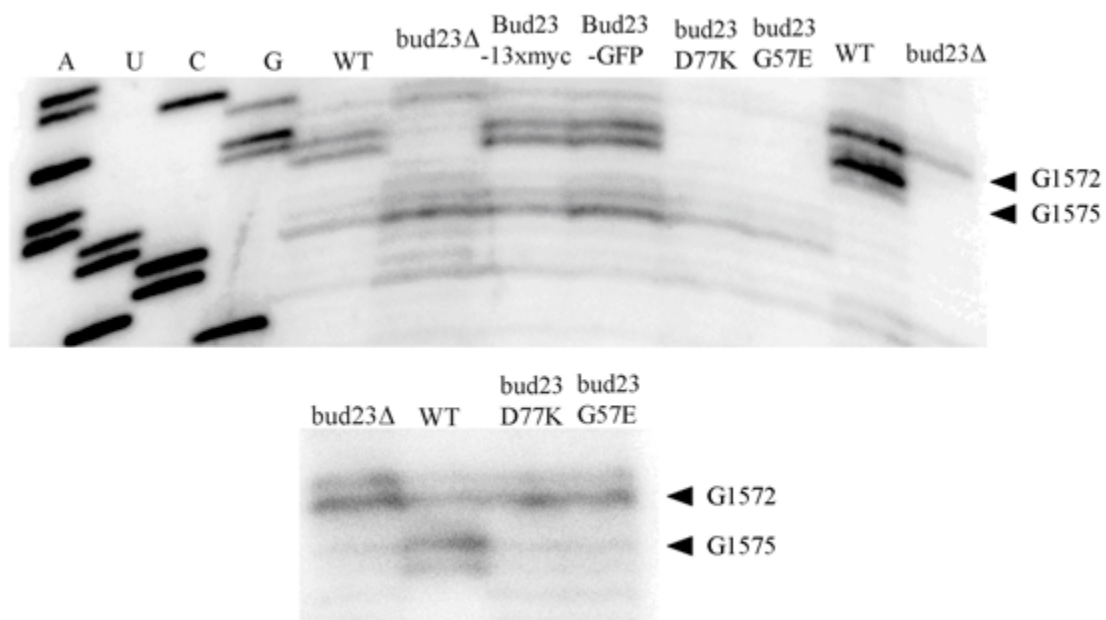 A U C G WT bud23Δ Bud23 -13xmyc Bud23 -GFP bud23 D77K bud23 G57E WT bud23Δ
G1572
G1575
bud23Δ WT bud23 D77K bud23 G57E
G1572
G1575